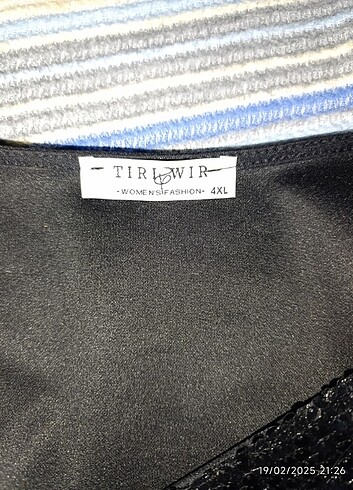 - TIRI WIR -
-WOMEN'S FASHION- 4XL
19/02/2025 21:26